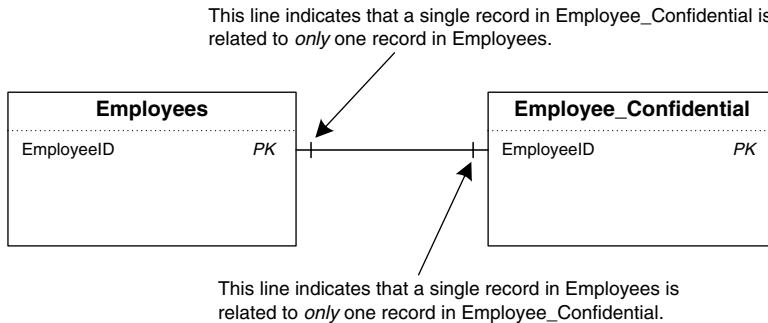 This line indicates that a single record in Employee_Confidential is
related to only one record in Employees.
Employees
EmployeeID PK
Employee_Confidential
EmployeeID PK
This line indicates that a single record in Employees is
related to only one record in Employee_Confidential.